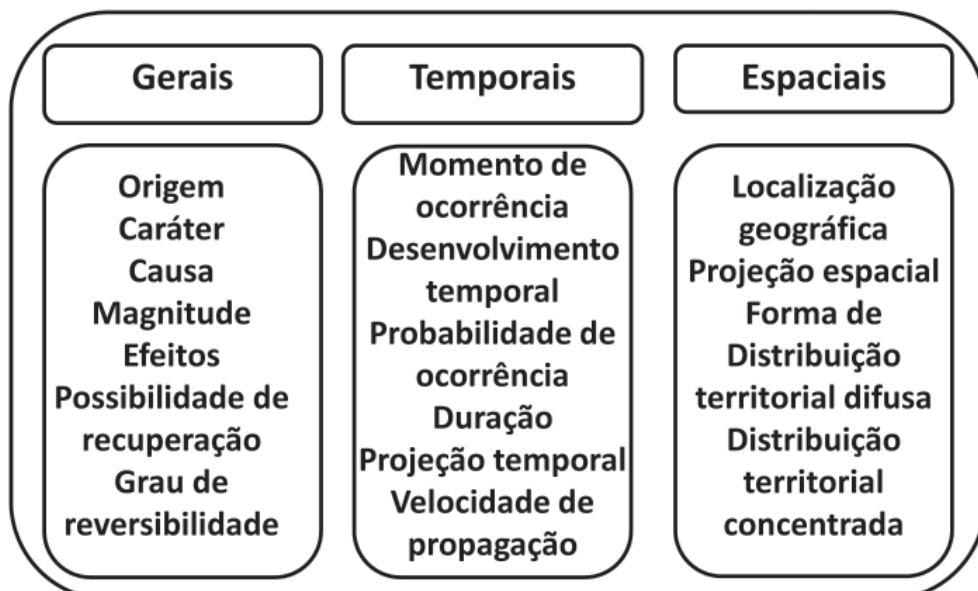 Gerais
Origem
Caráter
Causa
Magnitude
Efeitos
Possibilidade de
recuperação
Grau de
reversibilidade
Temporais
Momento de
ocorrência
Desenvolvimento
temporal
Probabilidade de
ocorrência
Duração
Projeção temporal
Velocidade de
propagação
Espaciais
Localização
geográfica
Projeção espacial
Forma de
Distribuição
territorial difusa
Distribuição
territorial
concentrada